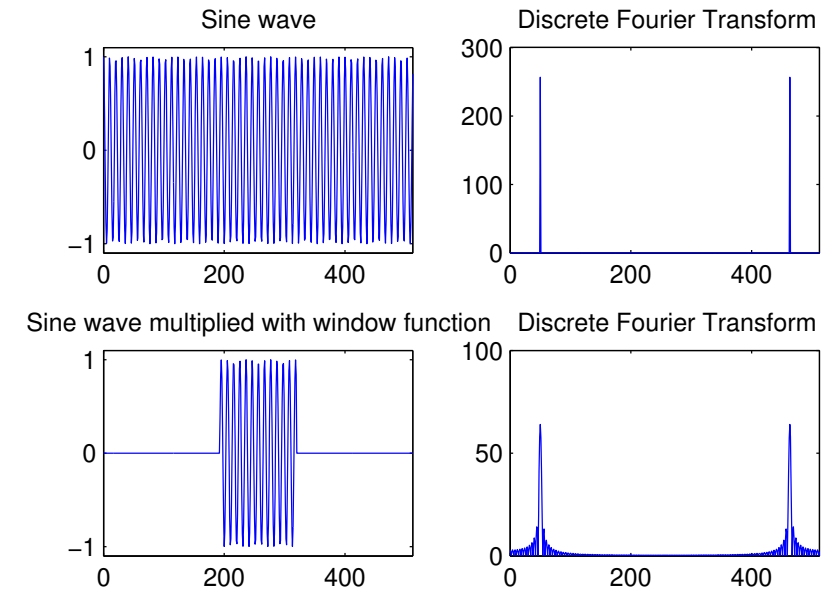 Sine wave
1
0
−1
0 200 400
Discrete Fourier Transform
300
200
100
0
0 200 400
Sine wave multiplied with window function
1
0
−1
0 200 400
Discrete Fourier Transform
100
50
0
0 200 400